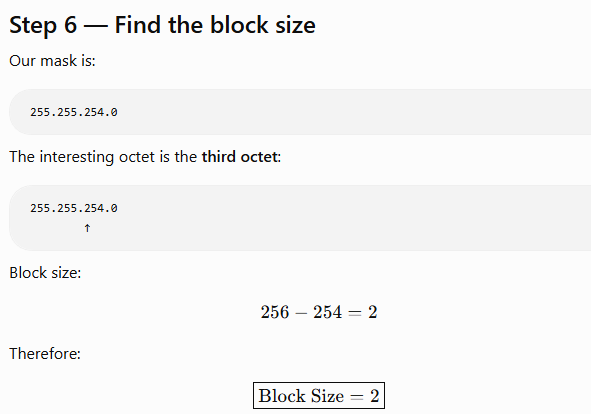 Step 6 — Find the block size
Our mask is:
255.255.254.0
The interesting octet is the third octet:
255.255.254.0
↑
Block size:
256 − 254 = 2
Therefore:
Block Size = 2